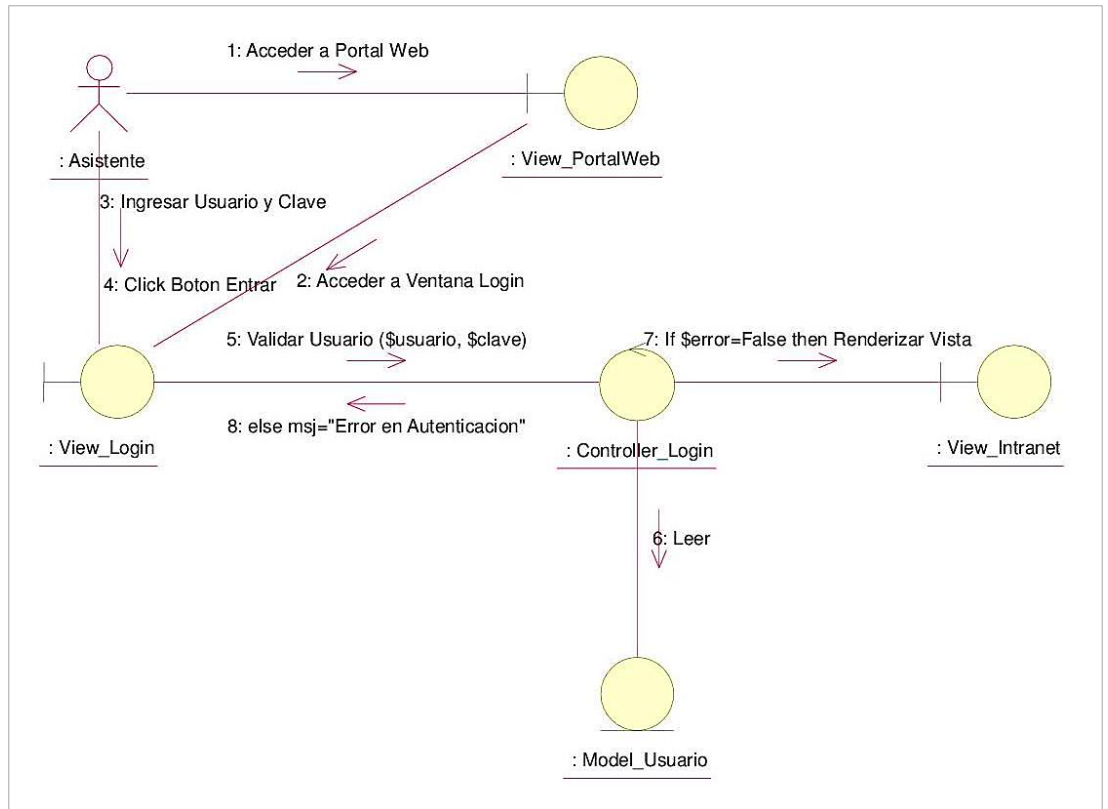 1: Acceder a Portal Web
: Asistente
: View_PortalWeb
3: Ingresar Usuario y Clave
4: Click Boton Entrar
2: Acceder a Ventana Login
5: Validar Usuario ($usuario, $clave)
7: If $error=False then Renderizar Vista
8: else msj="Error en Autenticacion"
: View_Login
: Controller_Login
: View_Intranet
6: Leer
: Model_Usuario